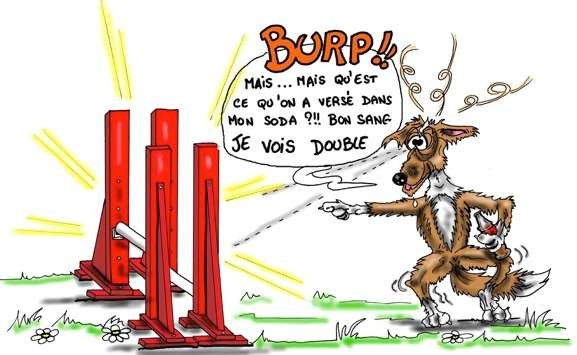 BURP!!
MAIS... MAIS QU'EST
CE QU'ON A VERSÉ DANS
MON SODA ?!! BON SANG
JE VOIS DOUBLE